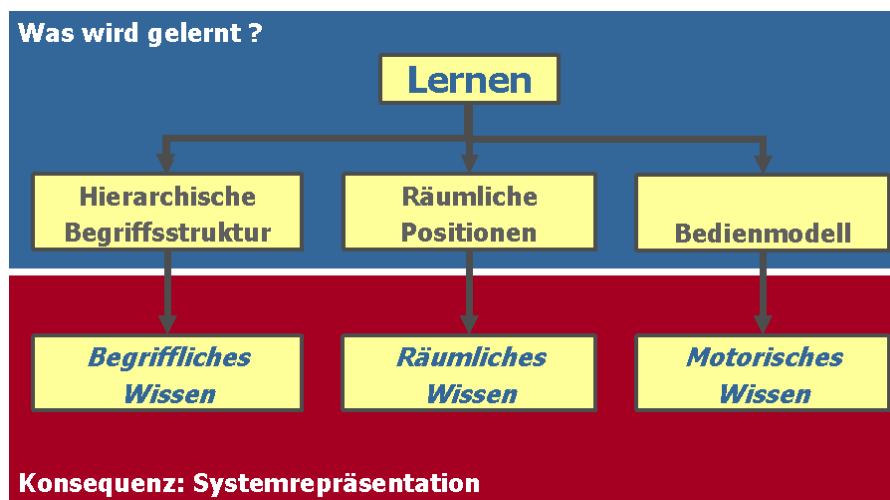 Was wird gelernt ?
Lernen
Hierarchische
Begriffsstruktur
Räumliche
Positionen
Bedienmodell
Begriffliches
Wissen
Räumliches
Wissen
Motorisches
Wissen
Konsequenz: Systemrepräsentation